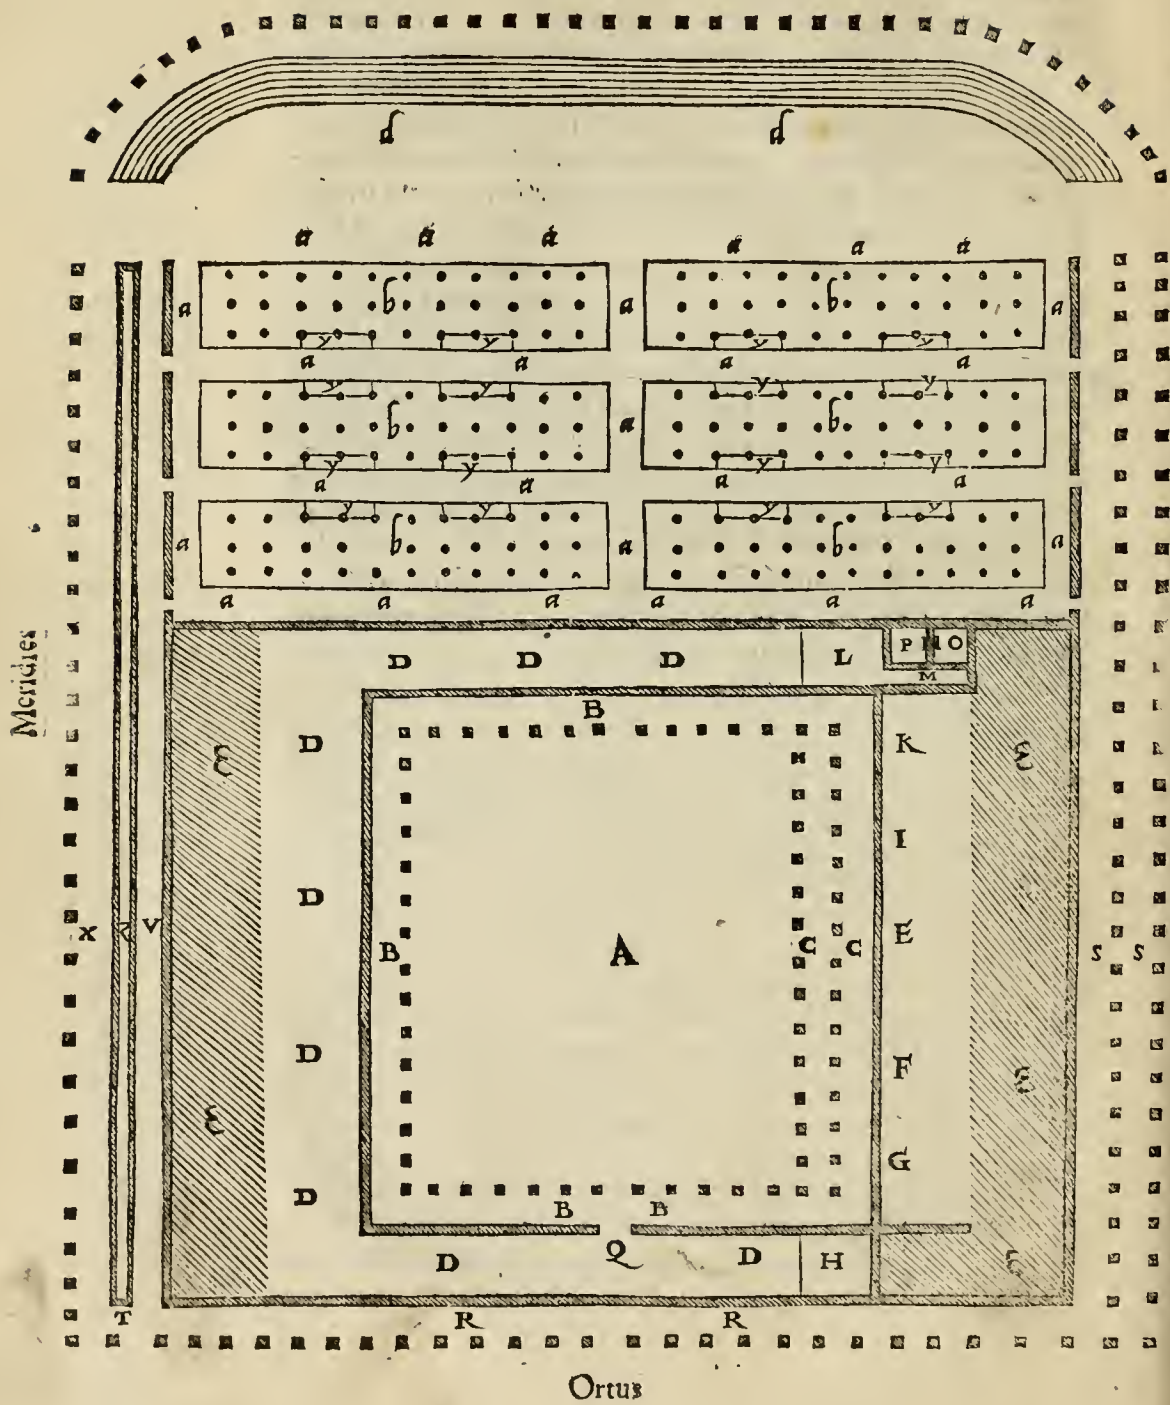 d d
a a a a a a
a b a b a
y y y y
a a a a
y y y y
b a b
y y y y
a a a a
y y y y
a b a b a
a a a a a a
Meridies
D D D L P O
M
B
D K
I
D
X V B A C C E S S
D F
G
D B B
D Q D H
T R R
Ortus